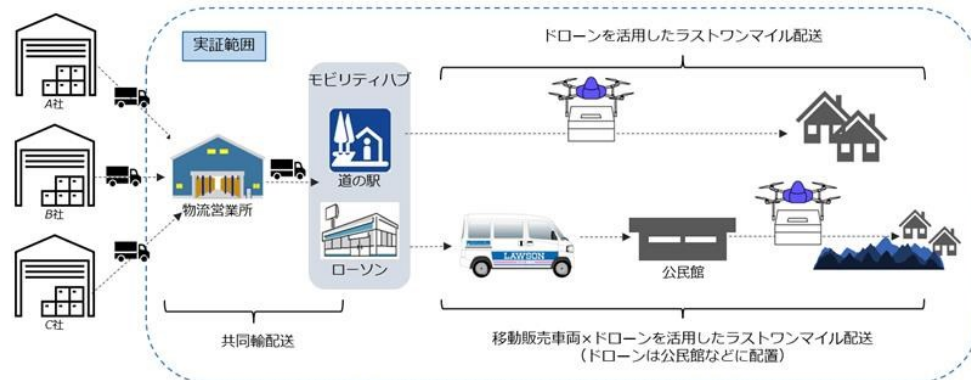 実証範囲
ドローンを活用したラストワンマイル配送
モビリティハブ
A社
道の駅
B社
物流営業所
LAWSON
公民館
ローソン
C社
共同輸配送
移動販売車両×ドローンを活用したラストワンマイル配送
（ドローンは公民館などに配置）